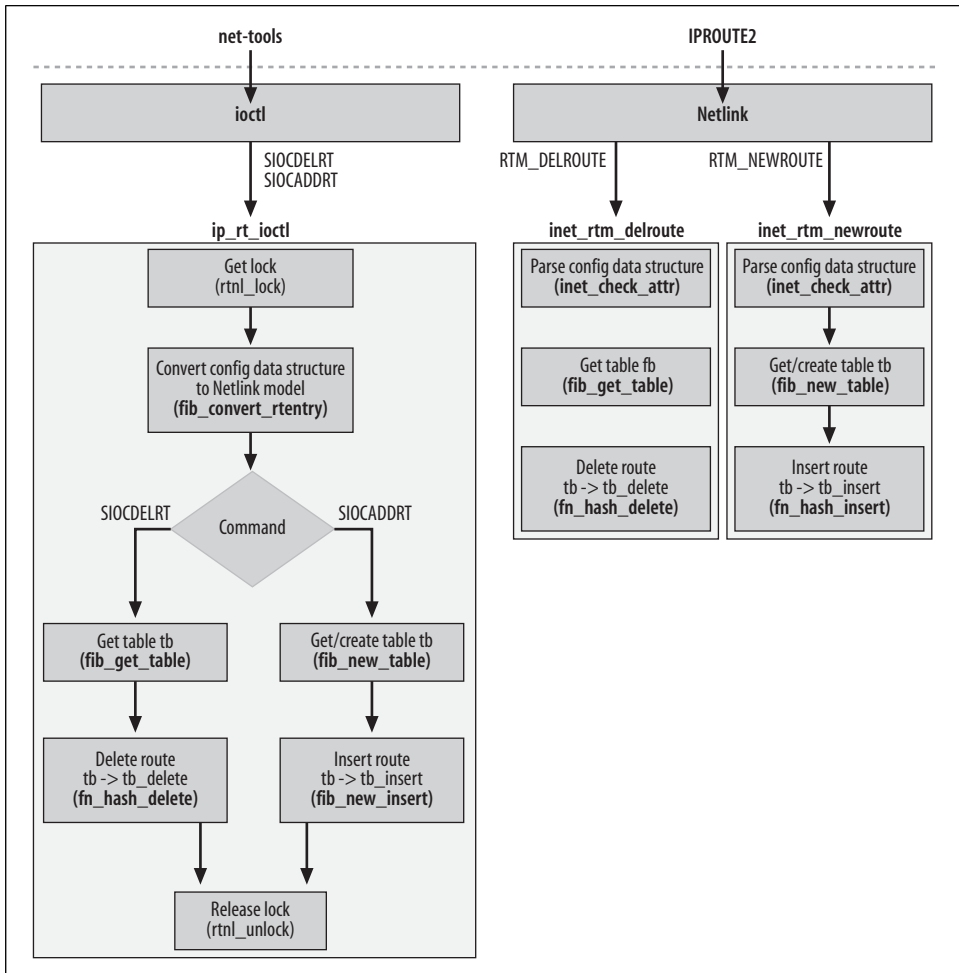 net-tools
IPROUTE2
ioctl
Netlink
SIOCDELRT
SIOCADDRT
RTM_DELROUTE
RTM_NEWROUTE
ip_rt_ioctl
inet_rtm_delroute
inet_rtm_newroute
Get lock
(rtnl_lock)
Convert config data structure
to Netlink model
(fib_convert_rtentry)
Command
SIOCDELRT
SIOCADDRT
Get table tb
(fib_get_table)
Get/create table tb
(fib_new_table)
Delete route
tb -> tb_delete
(fn_hash_delete)
Insert route
tb -> tb_insert
(fib_new_insert)
Release lock
(rtnl_unlock)
Parse config data structure
(inet_check_attr)
Get table fb
(fib_get_table)
Delete route
tb -> tb_delete
(fn_hash_delete)
Parse config data structure
(inet_check_attr)
Get/create table tb
(fib_new_table)
Insert route
tb -> tb_insert
(fn_hash_insert)